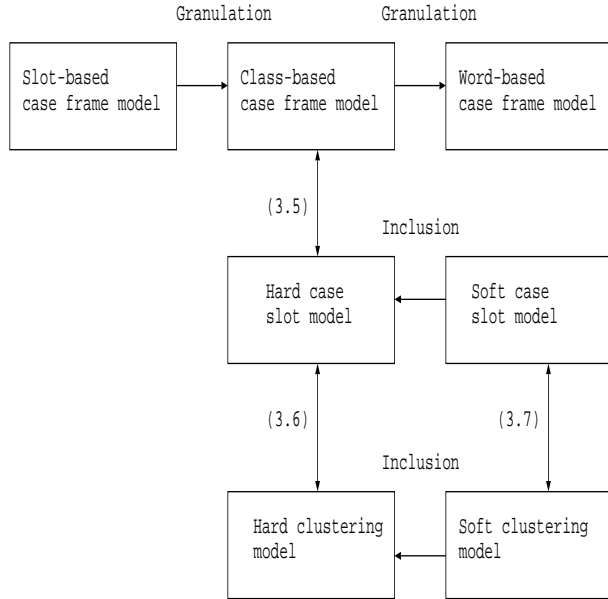 Granulation
Granulation
Slot-based
case frame model
Class-based
case frame model
Word-based
case frame model
(3.5)
Inclusion
Hard case
slot model
Soft case
slot model
(3.6)
(3.7)
Inclusion
Hard clustering
model
Soft clustering
model